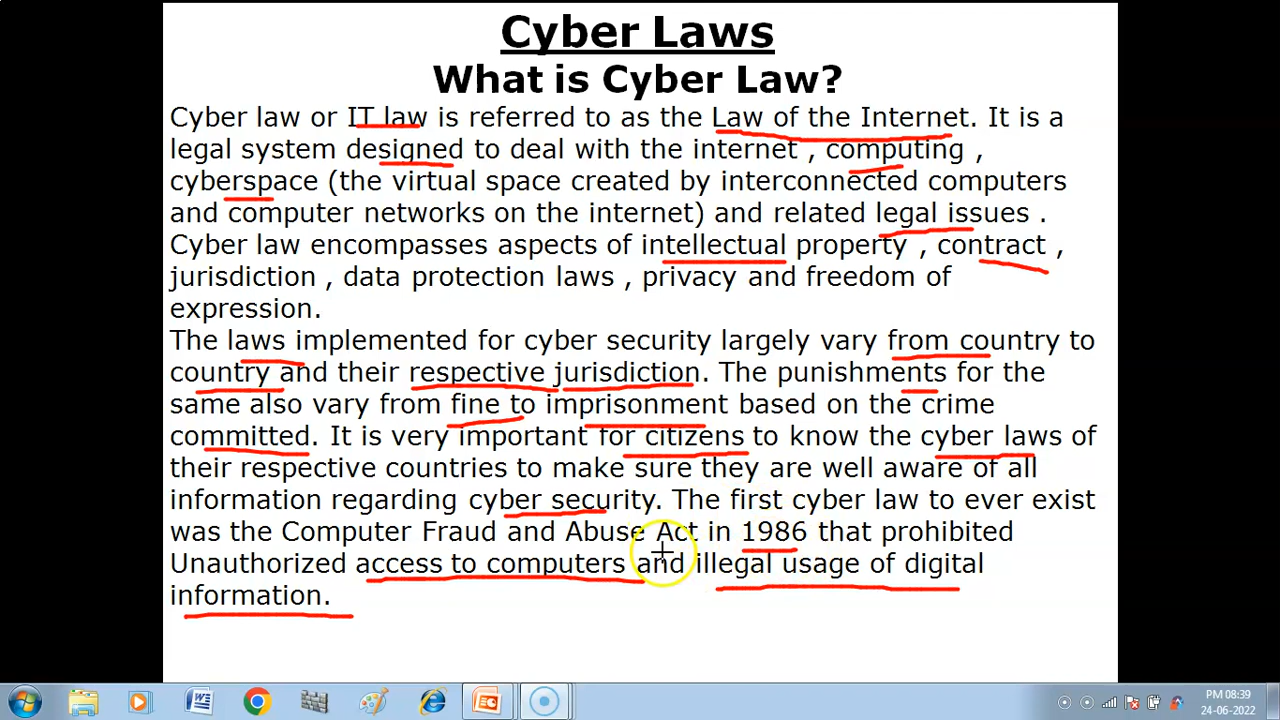 Cyber Laws
What is Cyber Law?
Cyber law or IT law is referred to as the Law of the Internet. It is a
legal system designed to deal with the internet , computing ,
cyberspace (the virtual space created by interconnected computers
and computer networks on the internet) and related legal issues .
Cyber law encompasses aspects of intellectual property , contract ,
jurisdiction , data protection laws , privacy and freedom of
expression.
The laws implemented for cyber security largely vary from country to
country and their respective jurisdiction. The punishments for the
same also vary from fine to imprisonment based on the crime
committed. It is very important for citizens to know the cyber laws of
their respective countries to make sure they are well aware of all
information regarding cyber security. The first cyber law to ever exist
was the Computer Fraud and Abuse Act in 1986 that prohibited
Unauthorized access to computers and illegal usage of digital
information.
PM 08:39
24-06-2022